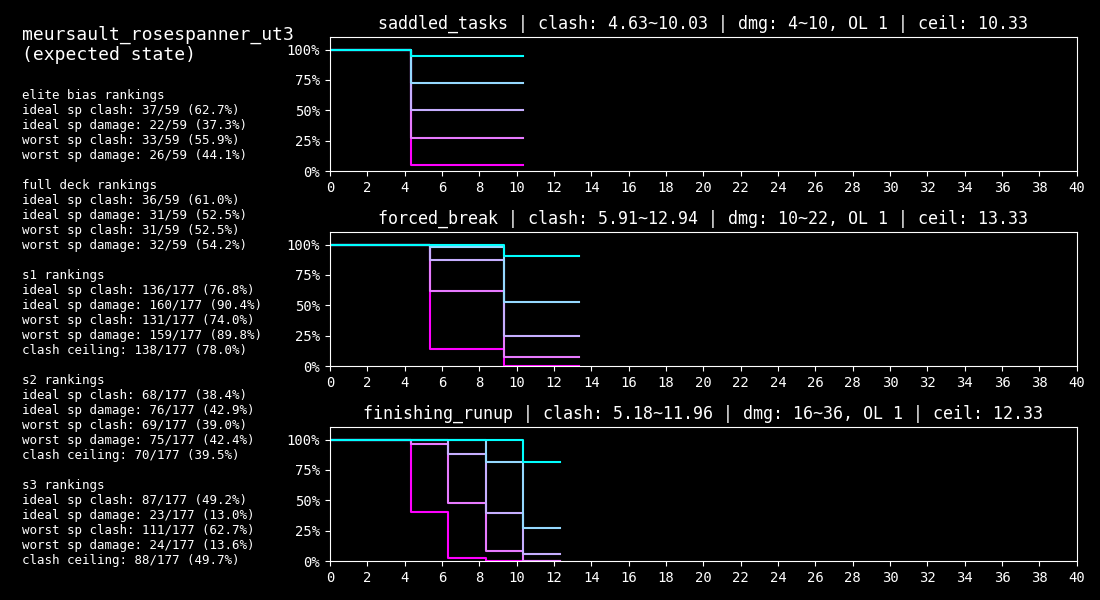 meursault_rosespanner_ut3
(expected state)
elite bias rankings
ideal sp clash: 37/59 (62.7%)
ideal sp damage: 22/59 (37.3%)
worst sp clash: 33/59 (55.9%)
worst sp damage: 26/59 (44.1%)
full deck rankings
ideal sp clash: 36/59 (61.0%)
ideal sp damage: 31/59 (52.5%)
worst sp clash: 31/59 (52.5%)
worst sp damage: 32/59 (54.2%)
s1 rankings
ideal sp clash: 136/177 (76.8%)
ideal sp damage: 160/177 (90.4%)
worst sp clash: 131/177 (74.0%)
worst sp damage: 159/177 (89.8%)
clash ceiling: 138/177 (78.0%)
s2 rankings
ideal sp clash: 68/177 (38.4%)
ideal sp damage: 76/177 (42.9%)
worst sp clash: 69/177 (39.0%)
worst sp damage: 75/177 (42.4%)
clash ceiling: 70/177 (39.5%)
s3 rankings
ideal sp clash: 87/177 (49.2%)
ideal sp damage: 23/177 (13.0%)
worst sp clash: 111/177 (62.7%)
worst sp damage: 24/177 (13.6%)
clash ceiling: 88/177 (49.7%)
saddled_tasks | clash: 4.63~10.03 | dmg: 4~10, OL 1 | ceil: 10.33
100%
75%
50%
25%
0%
0 2 4 6 8 10 12 14 16 18 20 22 24 26 28 30 32 34 36 38 40
forced_break | clash: 5.91~12.94 | dmg: 10~22, OL 1 | ceil: 13.33
100%
75%
50%
25%
0%
0 2 4 6 8 10 12 14 16 18 20 22 24 26 28 30 32 34 36 38 40
finishing_runup | clash: 5.18~11.96 | dmg: 16~36, OL 1 | ceil: 12.33
100%
75%
50%
25%
0%
0 2 4 6 8 10 12 14 16 18 20 22 24 26 28 30 32 34 36 38 40